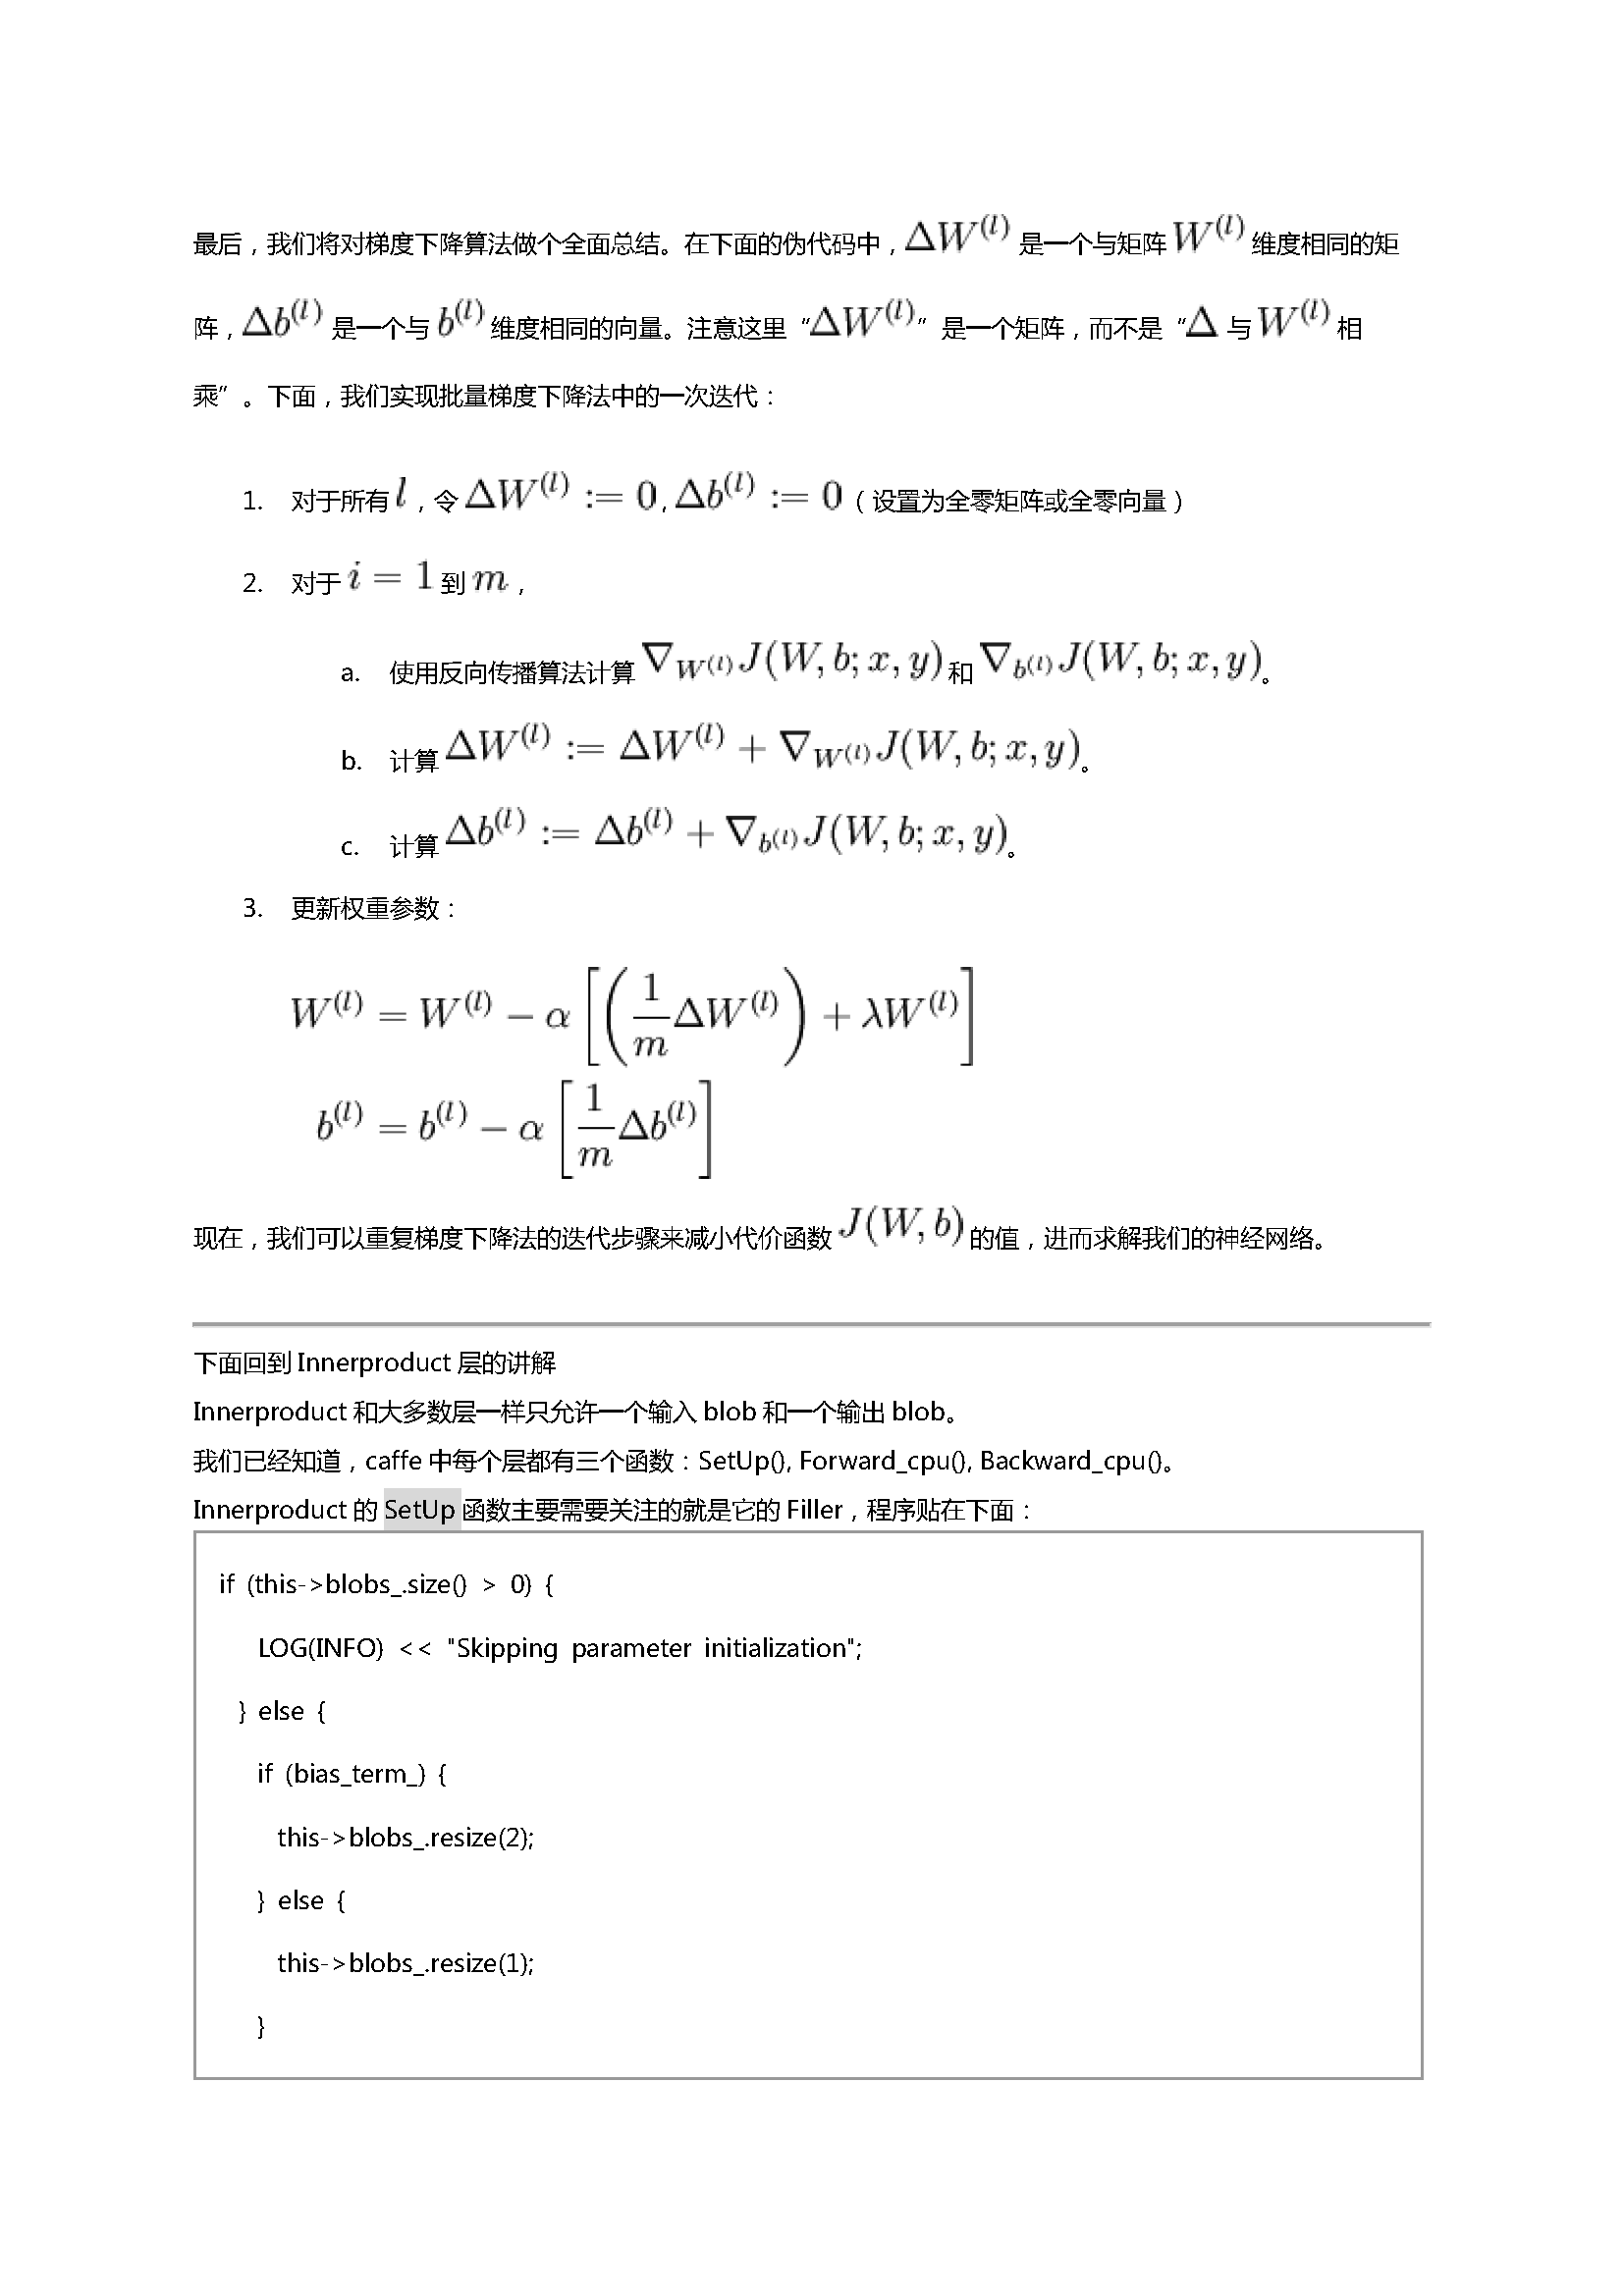 最后，我们将对梯度下降算法做个全面总结。在下面的伪代码中，ΔW^(l) 是一个与矩阵 W^(l) 维度相同的矩
阵，Δb^(l) 是一个与 b^(l) 维度相同的向量。注意这里“ΔW^(l)”是一个矩阵，而不是“Δ 与 W^(l) 相
乘”。下面，我们实现批量梯度下降法中的一次迭代：
1. 对于所有 l，令 ΔW^(l) := 0, Δb^(l) := 0（设置为全零矩阵或全零向量）
2. 对于 i = 1 到 m，
a. 使用反向传播算法计算 ∇_{W^(l)} J(W, b; x, y) 和 ∇_{b^(l)} J(W, b; x, y)。
b. 计算 ΔW^(l) := ΔW^(l) + ∇_{W^(l)} J(W, b; x, y)。
c. 计算 Δb^(l) := Δb^(l) + ∇_{b^(l)} J(W, b; x, y)。
3. 更新权重参数：
W^(l) = W^(l) − α [ ( 1/m ΔW^(l) ) + λW^(l) ]
b^(l) = b^(l) − α [ 1/m Δb^(l) ]
现在，我们可以重复梯度下降法的迭代步骤来减小代价函数 J(W, b) 的值，进而求解我们的神经网络。
下面回到 Innerproduct 层的讲解
Innerproduct 和大多数层一样只允许一个输入 blob 和一个输出 blob。
我们已经知道，caffe 中每个层都有三个函数：SetUp(), Forward_cpu(), Backward_cpu()。
Innerproduct 的 SetUp 函数主要需要关注的就是它的 Filler，程序贴在下面：
if (this->blobs_.size() > 0) {
LOG(INFO) << "Skipping parameter initialization";
} else {
if (bias_term_) {
this->blobs_.resize(2);
} else {
this->blobs_.resize(1);
}